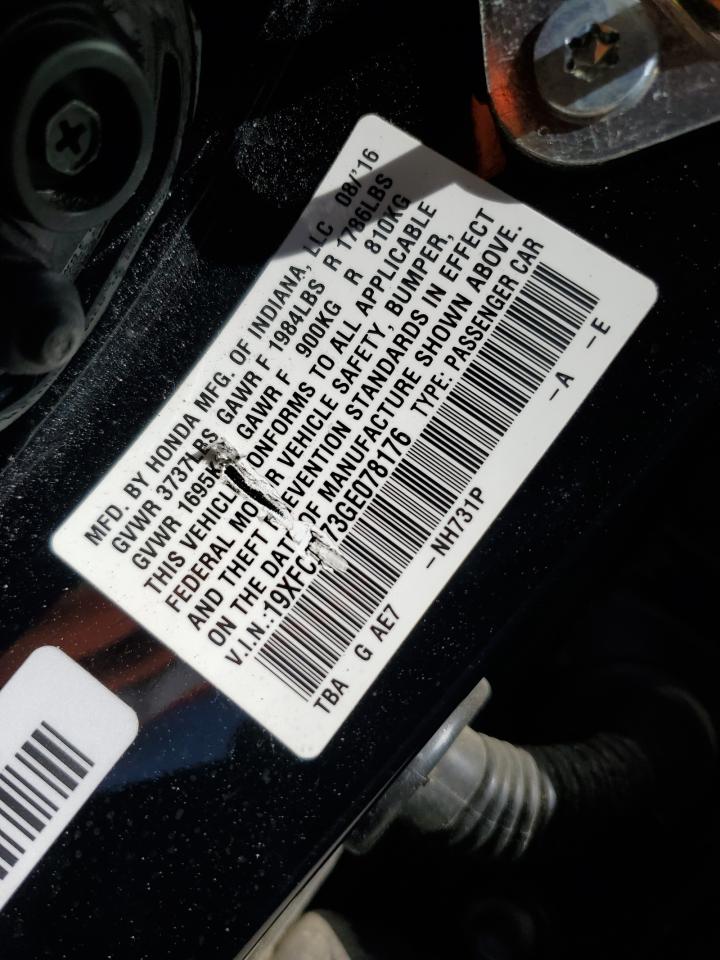 MFD. BY HONDA MFG. OF INDIANA, LLC 08/'16
GVWR 3737LBS GAWR F 1984LBS R 1786LBS
GVWR 1695KG GAWR F 900KG R 810KG
THIS VEHICLE CONFORMS TO ALL APPLICABLE
FEDERAL MOTOR VEHICLE SAFETY, BUMPER,
AND THEFT PREVENTION STANDARDS IN EFFECT
ON THE DATE OF MANUFACTURE SHOWN ABOVE.
V.I.N.: 19XFC 73GE078176 TYPE: PASSENGER CAR
TBA G AE7 -NH731P -A -E